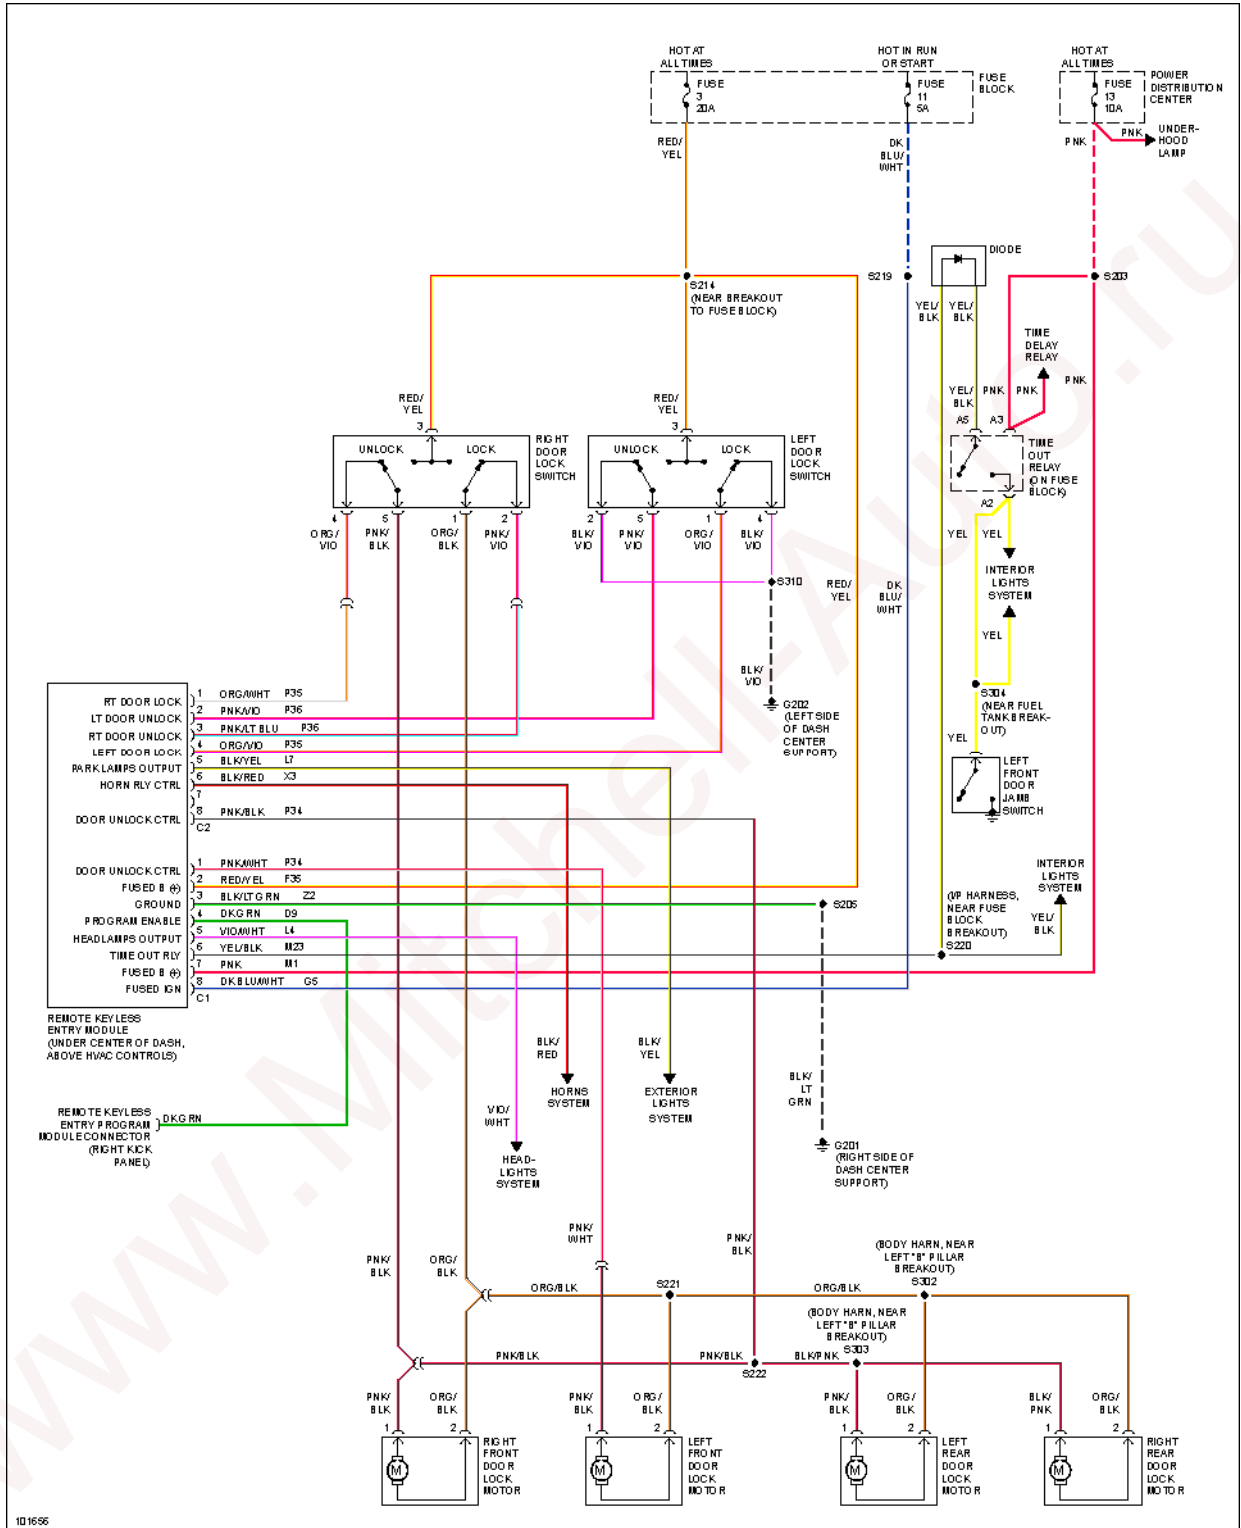 HOT AT
ALL TIMES
HOT IN RUN
OR START
HOT AT
ALL TIMES
FUSE
3
20A
FUSE
11
5A
FUSE
BLOCK
FUSE
13
10A
POWER
DISTRIBUTION
CENTER
RED/
YEL
DK
BLU/
WHT
PNK
PNK
UNDER-
HOOD
LAMP
DIODE
S214
(NEAR BREAKOUT
TO FUSE BLOCK)
S219
S203
YEL/
BLK
YEL/
BLK
TIME
DELAY
RELAY
RED/
YEL
3
RED/
YEL
3
YEL/
BLK
PNK
PNK
PNK
A5
A3
UNLOCK
LOCK
RIGHT
DOOR
LOCK
SWITCH
UNLOCK
LOCK
LEFT
DOOR
LOCK
SWITCH
TIME
OUT
RELAY
(ON FUSE
BLOCK)
A2
4
ORG/
VIO
5
PNK/
BLK
1
ORG/
BLK
2
PNK/
VIO
2
BLK/
VIO
5
PNK/
VIO
1
ORG/
VIO
4
BLK/
VIO
YEL
YEL
INTERIOR
LIGHTS
SYSTEM
S310
RED/
YEL
DK
BLU/
WHT
YEL
BLK/
VIO
G202
(LEFT SIDE
OF DASH
CENTER
SUPPORT)
S304
(NEAR FUEL
TANK BREAK-
OUT)
YEL
LEFT
FRONT
DOOR
JAMB
SWITCH
RT DOOR LOCK 1 ORG/WHT P35
LT DOOR UNLOCK 2 PNK/VIO P36
RT DOOR UNLOCK 3 PNK/LT BLU P36
LEFT DOOR LOCK 4 ORG/VIO P35
PARK LAMPS OUTPUT 5 BLK/YEL L7
HORN RLY CTRL 6 BLK/RED X3
7
DOOR UNLOCK CTRL 8 PNK/BLK P34
C2
DOOR UNLOCK CTRL 1 PNK/WHT P34
FUSED B (+) 2 RED/YEL F35
GROUND 3 BLK/LT GRN Z2
PROGRAM ENABLE 4 DK GRN D9
HEADLAMPS OUTPUT 5 VIO/WHT L4
TIME OUT RLY 6 YEL/BLK M23
FUSED B (+) 7 PNK M1
FUSED IGN 8 DK BLU/WHT G5
C1
REMOTE KEYLESS
ENTRY MODULE
(UNDER CENTER OF DASH,
ABOVE HVAC CONTROLS)
S205
(I/P HARNESS,
NEAR FUSE
BLOCK
BREAKOUT)
S220
INTERIOR
LIGHTS
SYSTEM
YEL/
BLK
BLK/
RED
HORNS
SYSTEM
BLK/
YEL
EXTERIOR
LIGHTS
SYSTEM
BLK/
LT
GRN
REMOTE KEYLESS
ENTRY PROGRAM
MODULE CONNECTOR
(RIGHT KICK
PANEL)
DK GRN
VIO/
WHT
HEAD-
LIGHTS
SYSTEM
G201
(RIGHT SIDE OF
DASH CENTER
SUPPORT)
PNK/
BLK
ORG/
BLK
PNK/
WHT
PNK/
BLK
(BODY HARN, NEAR
LEFT "B" PILLAR
BREAKOUT)
S302
ORG/BLK
S221
ORG/BLK
(BODY HARN, NEAR
LEFT "B" PILLAR
BREAKOUT)
S303
PNK/BLK
PNK/BLK
S222
BLK/PNK
PNK/
BLK
1
ORG/
BLK
2
PNK/
BLK
1
ORG/
BLK
2
PNK/
BLK
1
ORG/
BLK
2
BLK/
PNK
1
ORG/
BLK
2
M
RIGHT
FRONT
DOOR
LOCK
MOTOR
M
LEFT
FRONT
DOOR
LOCK
MOTOR
M
LEFT
REAR
DOOR
LOCK
MOTOR
M
RIGHT
REAR
DOOR
LOCK
MOTOR
101656
www.Mitchell-Auto.ru